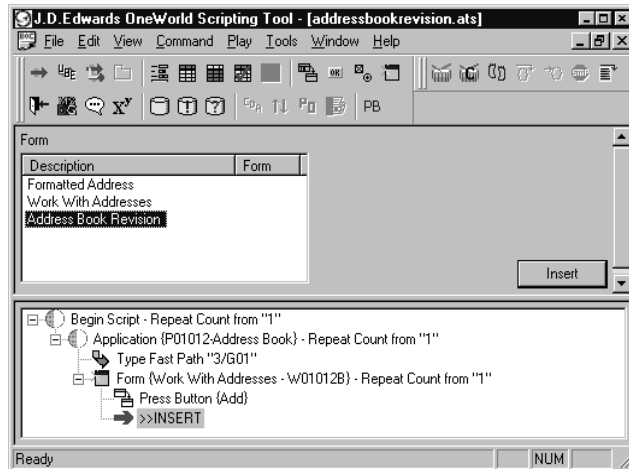 J.D.Edwards OneWorld Scripting Tool - [addressbookrevision.ats]
File Edit View Command Play Tools Window Help
UBE OK
XY PB
Form
Description Form
Formatted Address
Work With Addresses
Address Book Revision
Insert
Begin Script - Repeat Count from "1"
Application {P01012-Address Book} - Repeat Count from "1"
Type Fast Path "3/G01"
Form {Work With Addresses - W01012B} - Repeat Count from "1"
Press Button {Add}
>>INSERT
Ready NUM